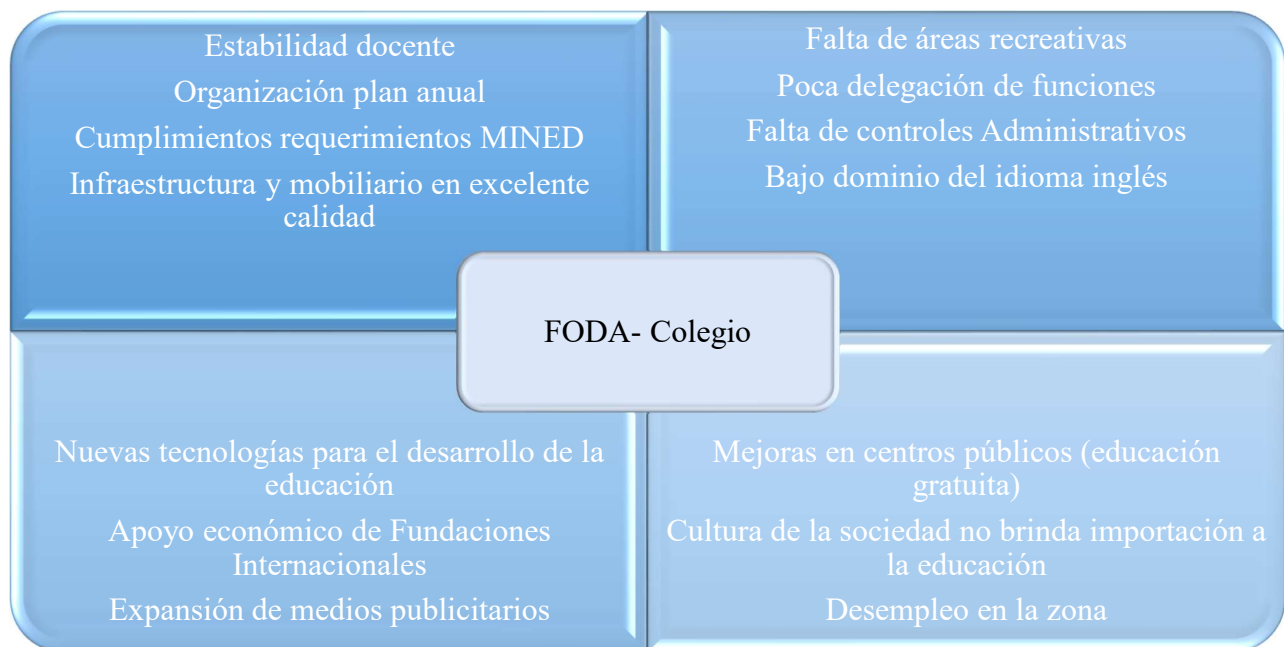 Estabilidad docente
Organización plan anual
Cumplimientos requerimientos MINED
Infraestructura y mobiliario en excelente
calidad
Falta de áreas recreativas
Poca delegación de funciones
Falta de controles Administrativos
Bajo dominio del idioma inglés
FODA- Colegio
Nuevas tecnologías para el desarrollo de la
educación
Apoyo económico de Fundaciones
Internacionales
Expansión de medios publicitarios
Mejoras en centros públicos (educación
gratuita)
Cultura de la sociedad no brinda importación a
la educación
Desempleo en la zona